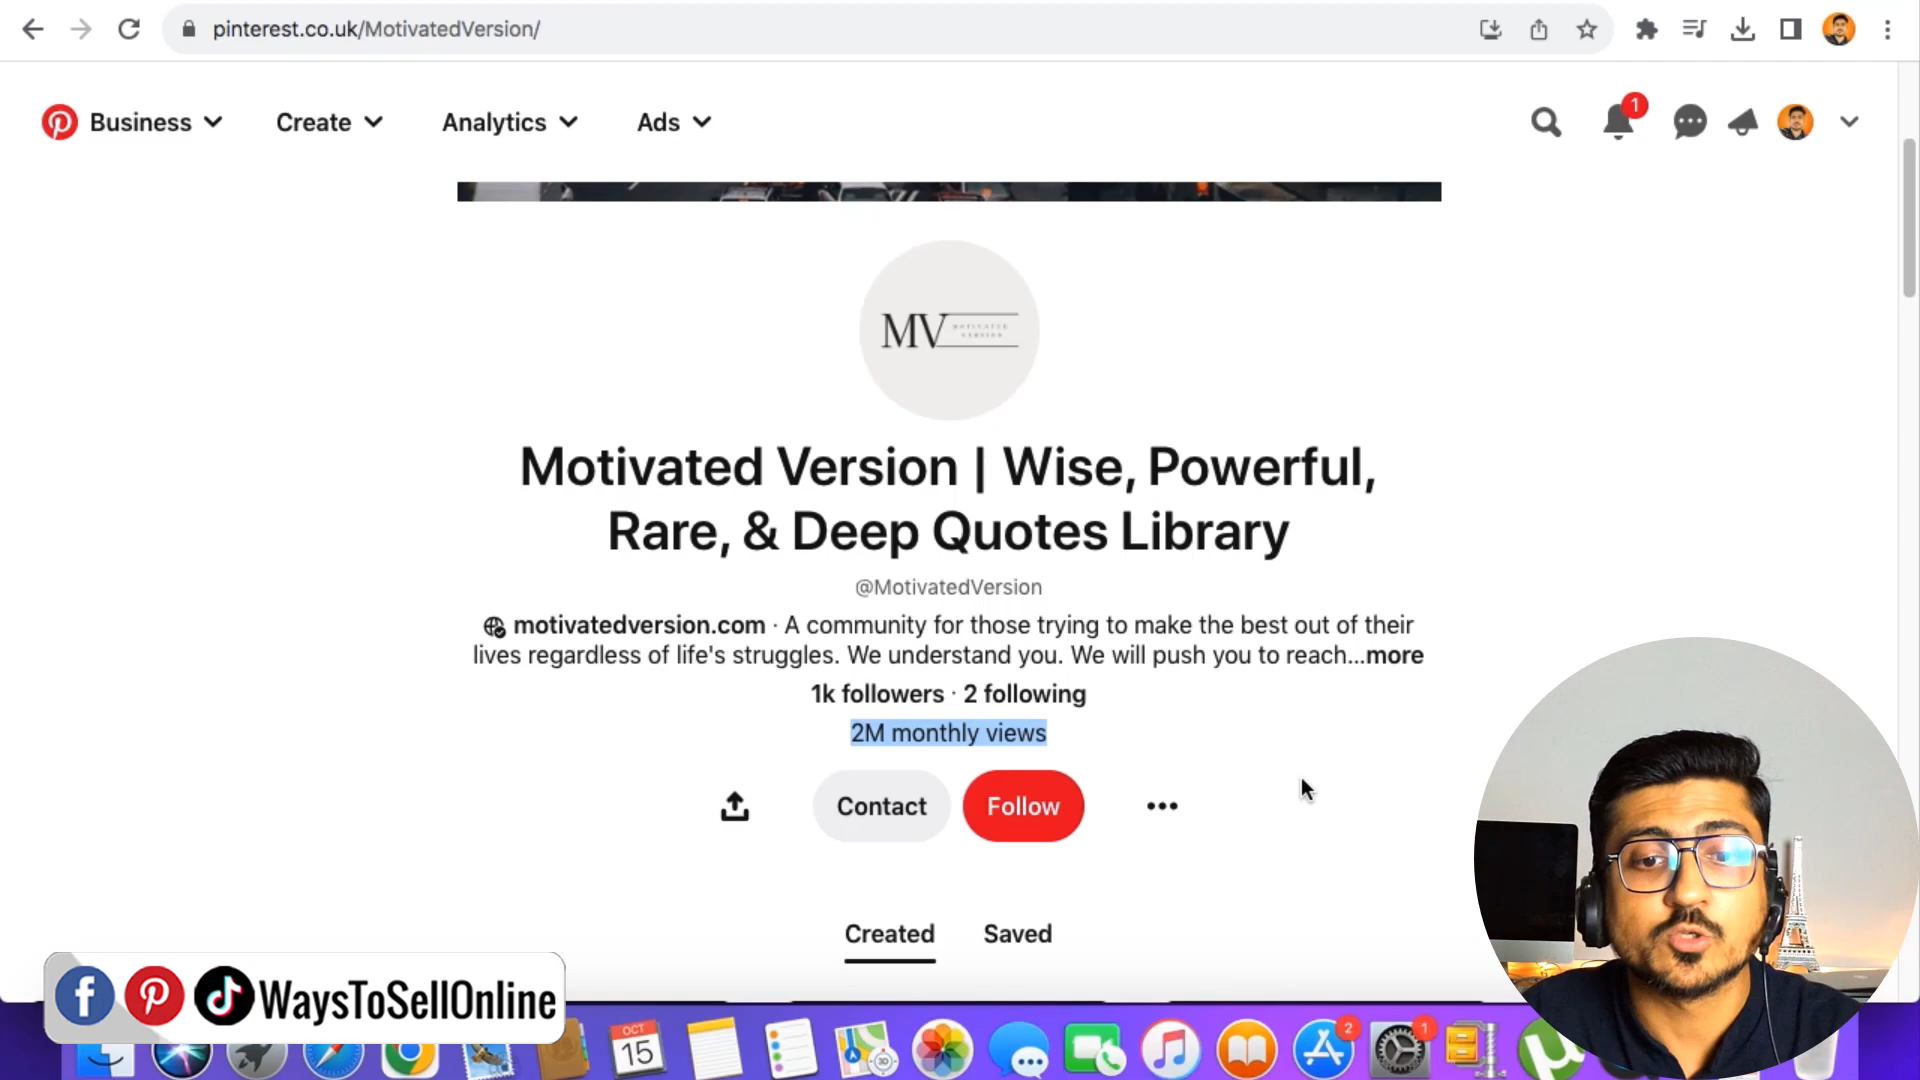 pinterest.co.uk/MotivatedVersion/
Business Create Analytics Ads
1
MV MOTIVATED
VERSION
Motivated Version | Wise, Powerful,
Rare, & Deep Quotes Library
@MotivatedVersion
motivatedversion.com · A community for those trying to make the best out of their
lives regardless of life's struggles. We understand you. We will push you to reach...more
1k followers · 2 following
2M monthly views
Contact Follow
Created Saved
WaysToSellOnline
OCT
15
3D
2
1